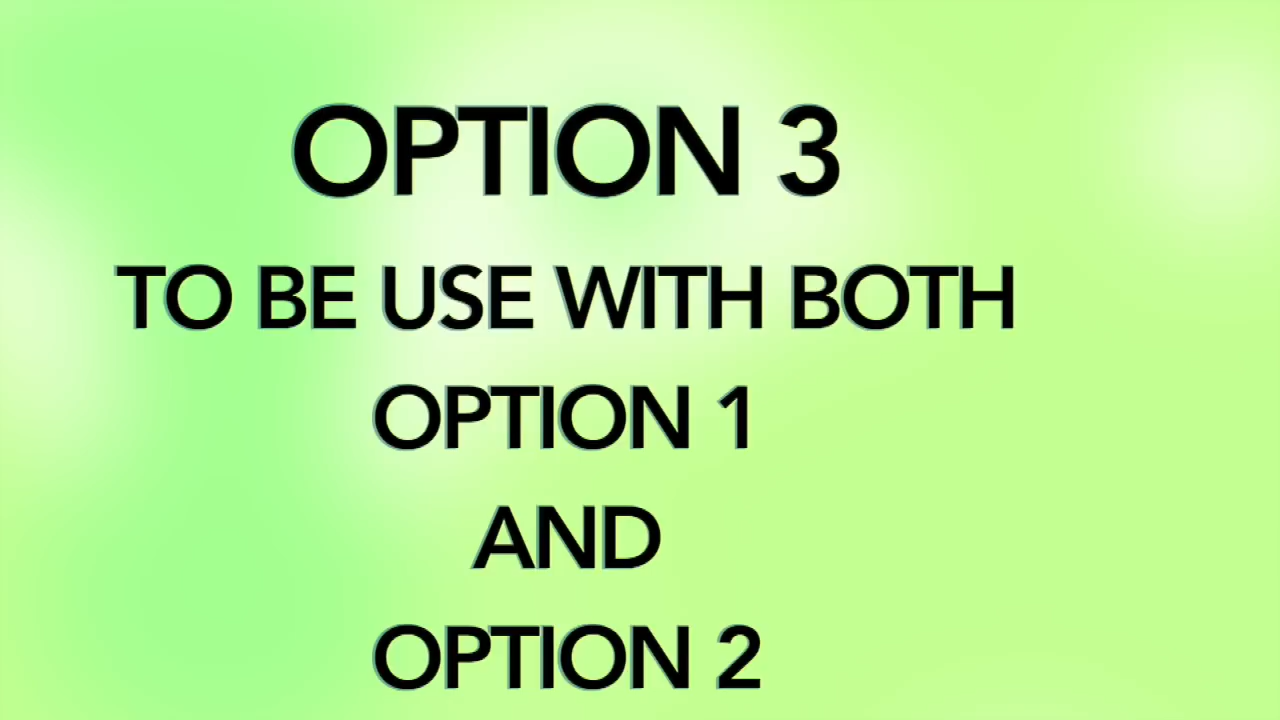 OPTION 3
TO BE USE WITH BOTH
OPTION 1
AND
OPTION 2